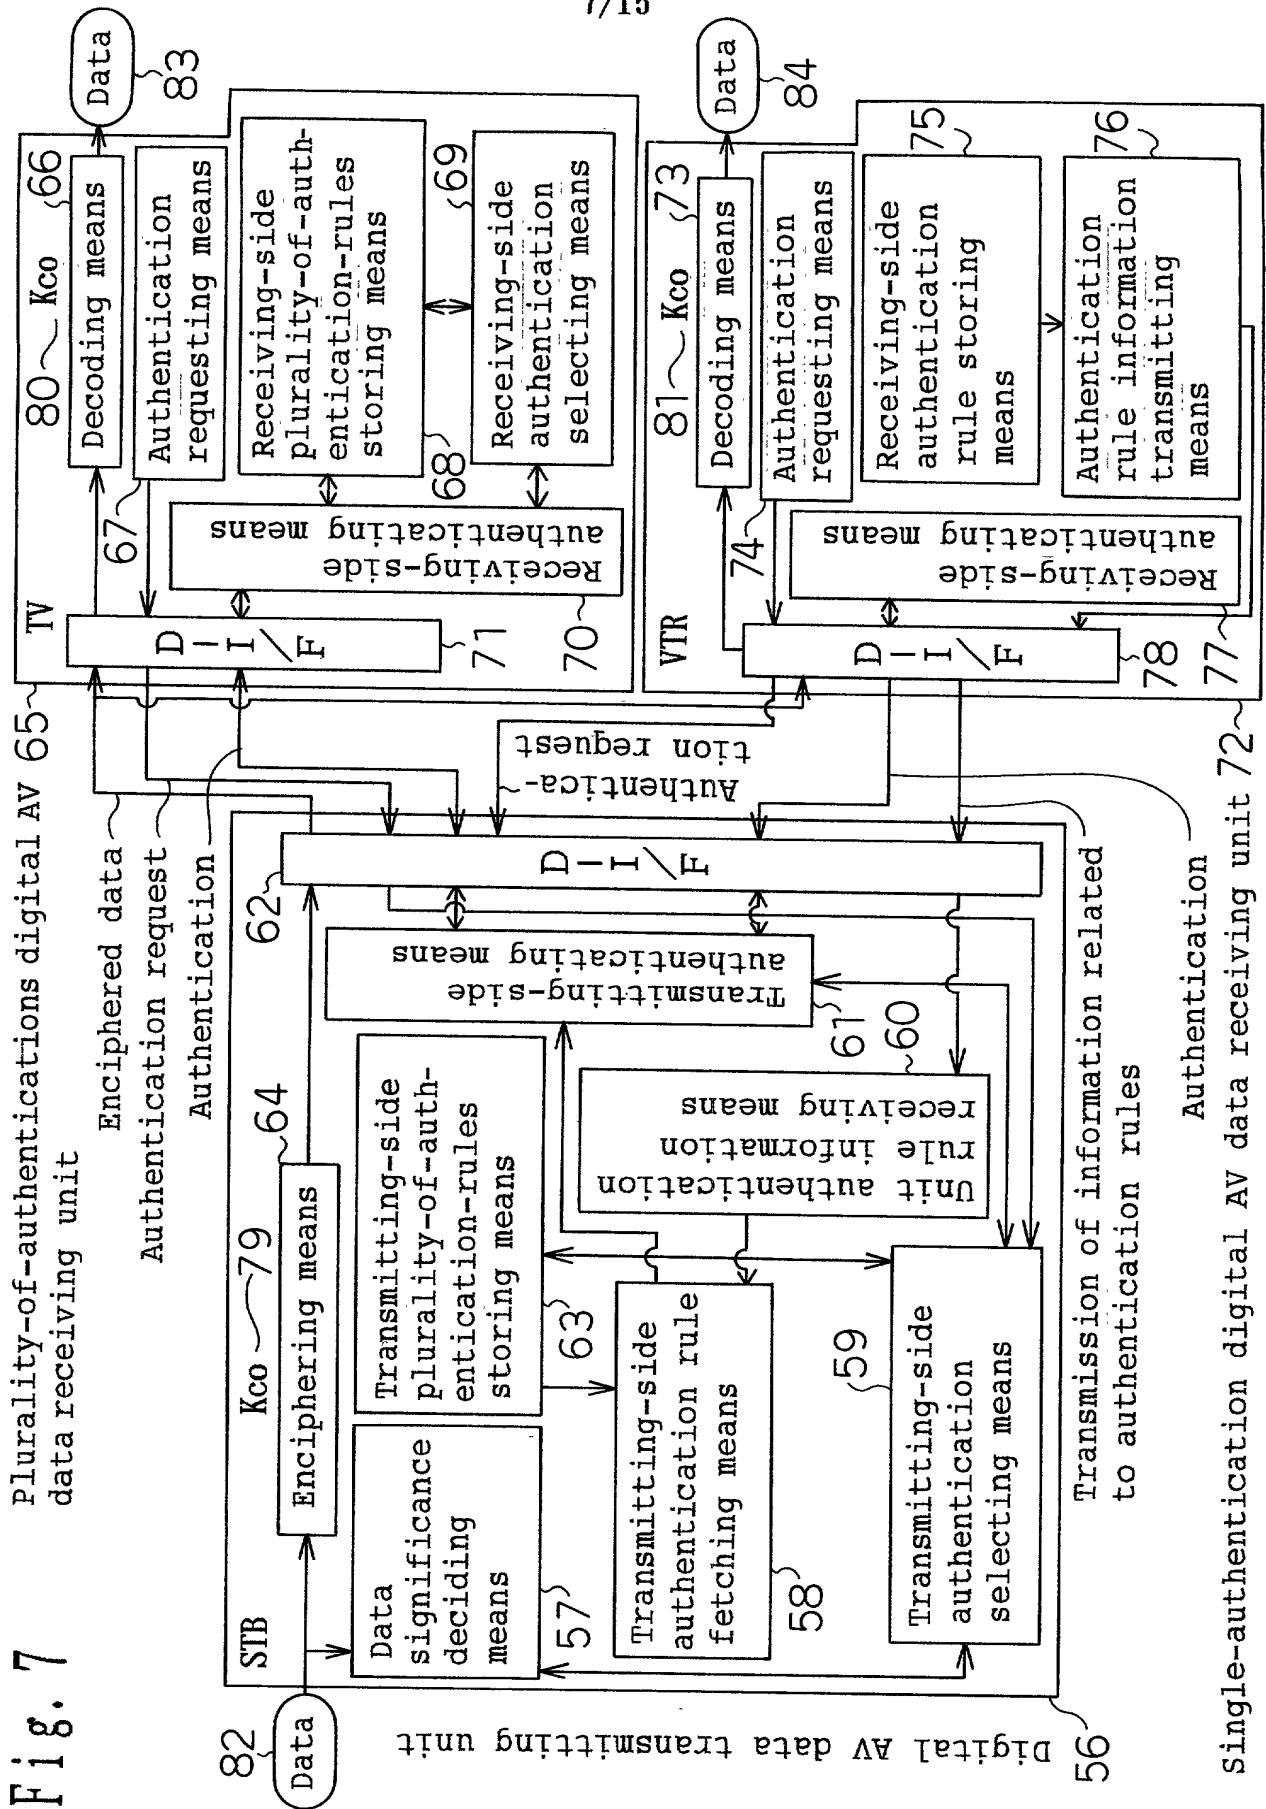 7/15
Fig. 7
Plurality-of-authentications digital AV
data receiving unit
65
Enciphered data
Authentication request
Authentication
STB
82
Data
Kco
79
64
Enciphering means
Data
significance
deciding
means
57
Transmitting-side
plurality-of-auth-
entication-rules
storing means
63
Transmitting-side
authentication rule
fetching means
58
Transmitting-side
authentication
selecting means
59
Unit authentication
rule information
receiving means
60
Transmitting-side
authenticating means
61
62
D-I/F
Digital AV data transmitting unit
56
Authentica-
tion request
Transmission of information related
to authentication rules
Authentication
TV
D-I/F
71
80
Kco
66
Decoding means
Data
83
67
Authentication
requesting means
Receiving-side
plurality-of-auth-
entication-rules
storing means
68
69
Receiving-side
authentication
selecting means
Receiving-side
authenticating means
70
VTR
D-I/F
78
81
Kco
73
Decoding means
Data
84
74
Authentication
requesting means
Receiving-side
authentication
rule storing
means
75
Authentication
rule information
transmitting
means
76
Receiving-side
authenticating means
77
Single-authentication digital AV data receiving unit
72